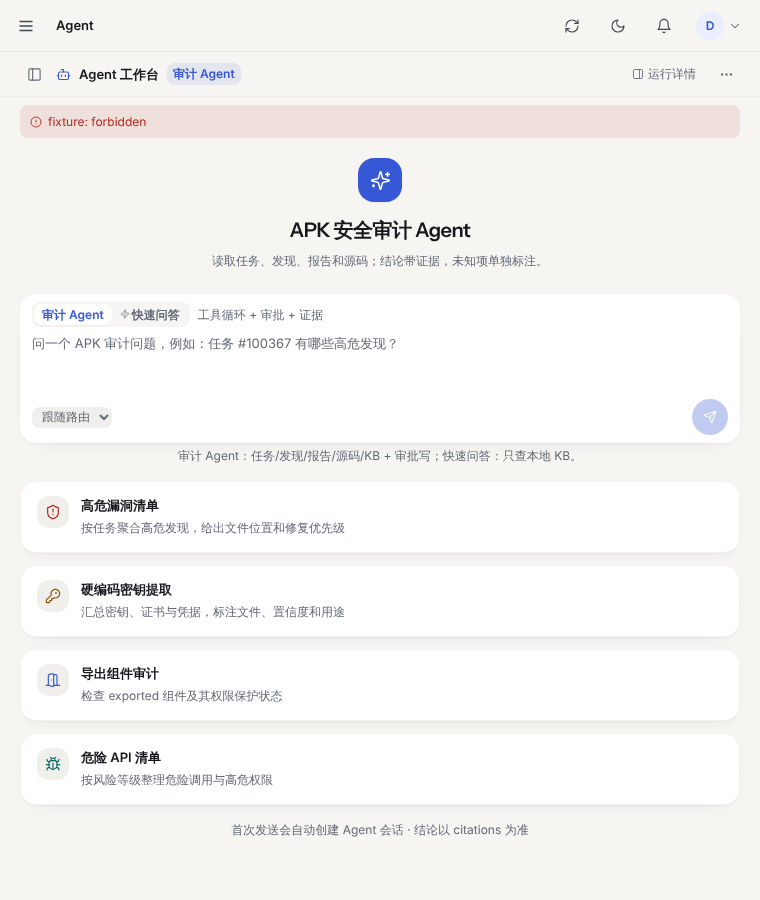 Agent
D
Agent 工作台
审计 Agent
运行详情
fixture: forbidden
APK 安全审计 Agent
读取任务、发现、报告和源码；结论带证据，未知项单独标注。
审计 Agent
快速问答
工具循环 + 审批 + 证据
问一个 APK 审计问题，例如：任务 #100367 有哪些高危发现？
跟随路由
审计 Agent：任务/发现/报告/源码/KB + 审批写；快速问答：只查本地 KB。
高危漏洞清单
按任务聚合高危发现，给出文件位置和修复优先级
硬编码密钥提取
汇总密钥、证书与凭据，标注文件、置信度和用途
导出组件审计
检查 exported 组件及其权限保护状态
危险 API 清单
按风险等级整理危险调用与高危权限
首次发送会自动创建 Agent 会话 · 结论以 citations 为准